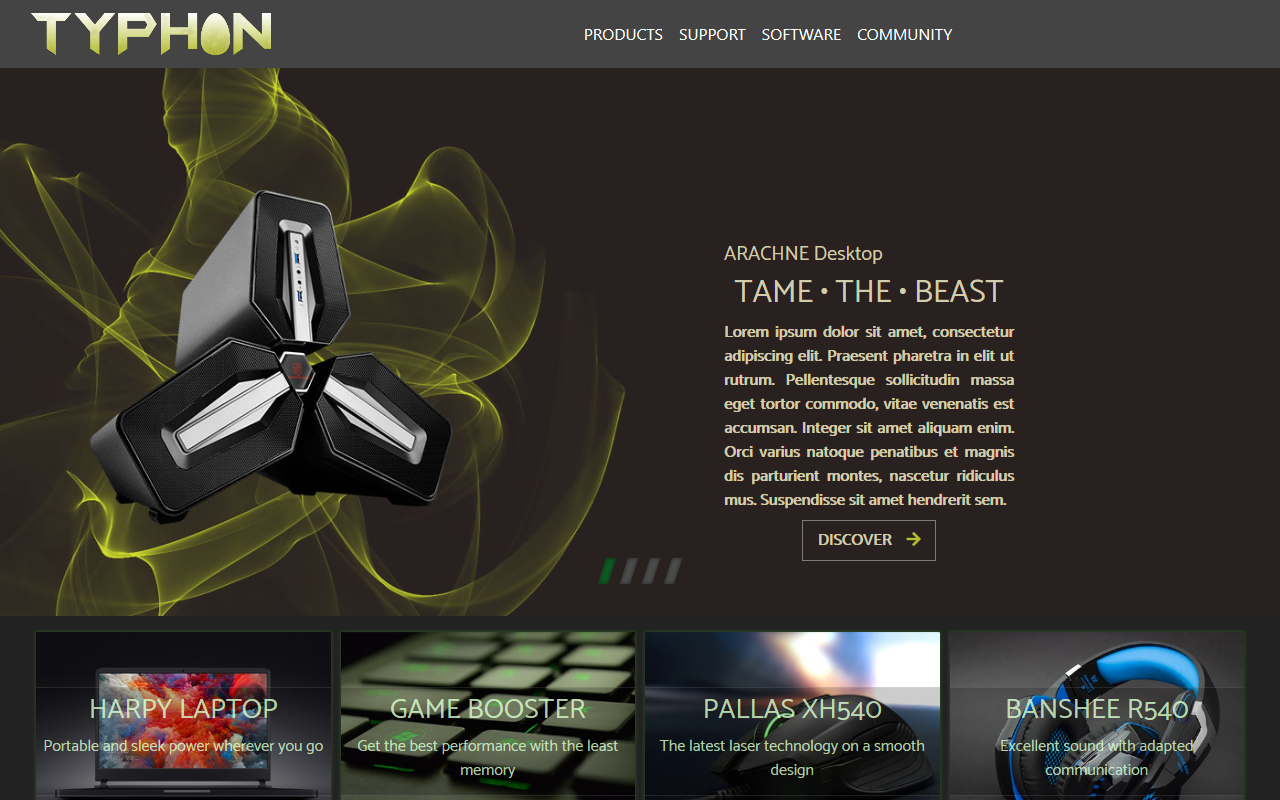 TYPHON
PRODUCTS SUPPORT SOFTWARE COMMUNITY
ARACHNE Desktop
TAME • THE • BEAST
Lorem ipsum dolor sit amet, consectetur
adipiscing elit. Praesent pharetra in elit ut
rutrum. Pellentesque sollicitudin massa
eget tortor commodo, vitae venenatis est
accumsan. Integer sit amet aliquam enim.
Orci varius natoque penatibus et magnis
dis parturient montes, nascetur ridiculus
mus. Suspendisse sit amet hendrerit sem.
DISCOVER
HARPY LAPTOP
Portable and sleek power wherever you go
GAME BOOSTER
Get the best performance with the least
memory
PALLAS XH540
The latest laser technology on a smooth
design
BANSHEE R540
Excellent sound with adapted
communication